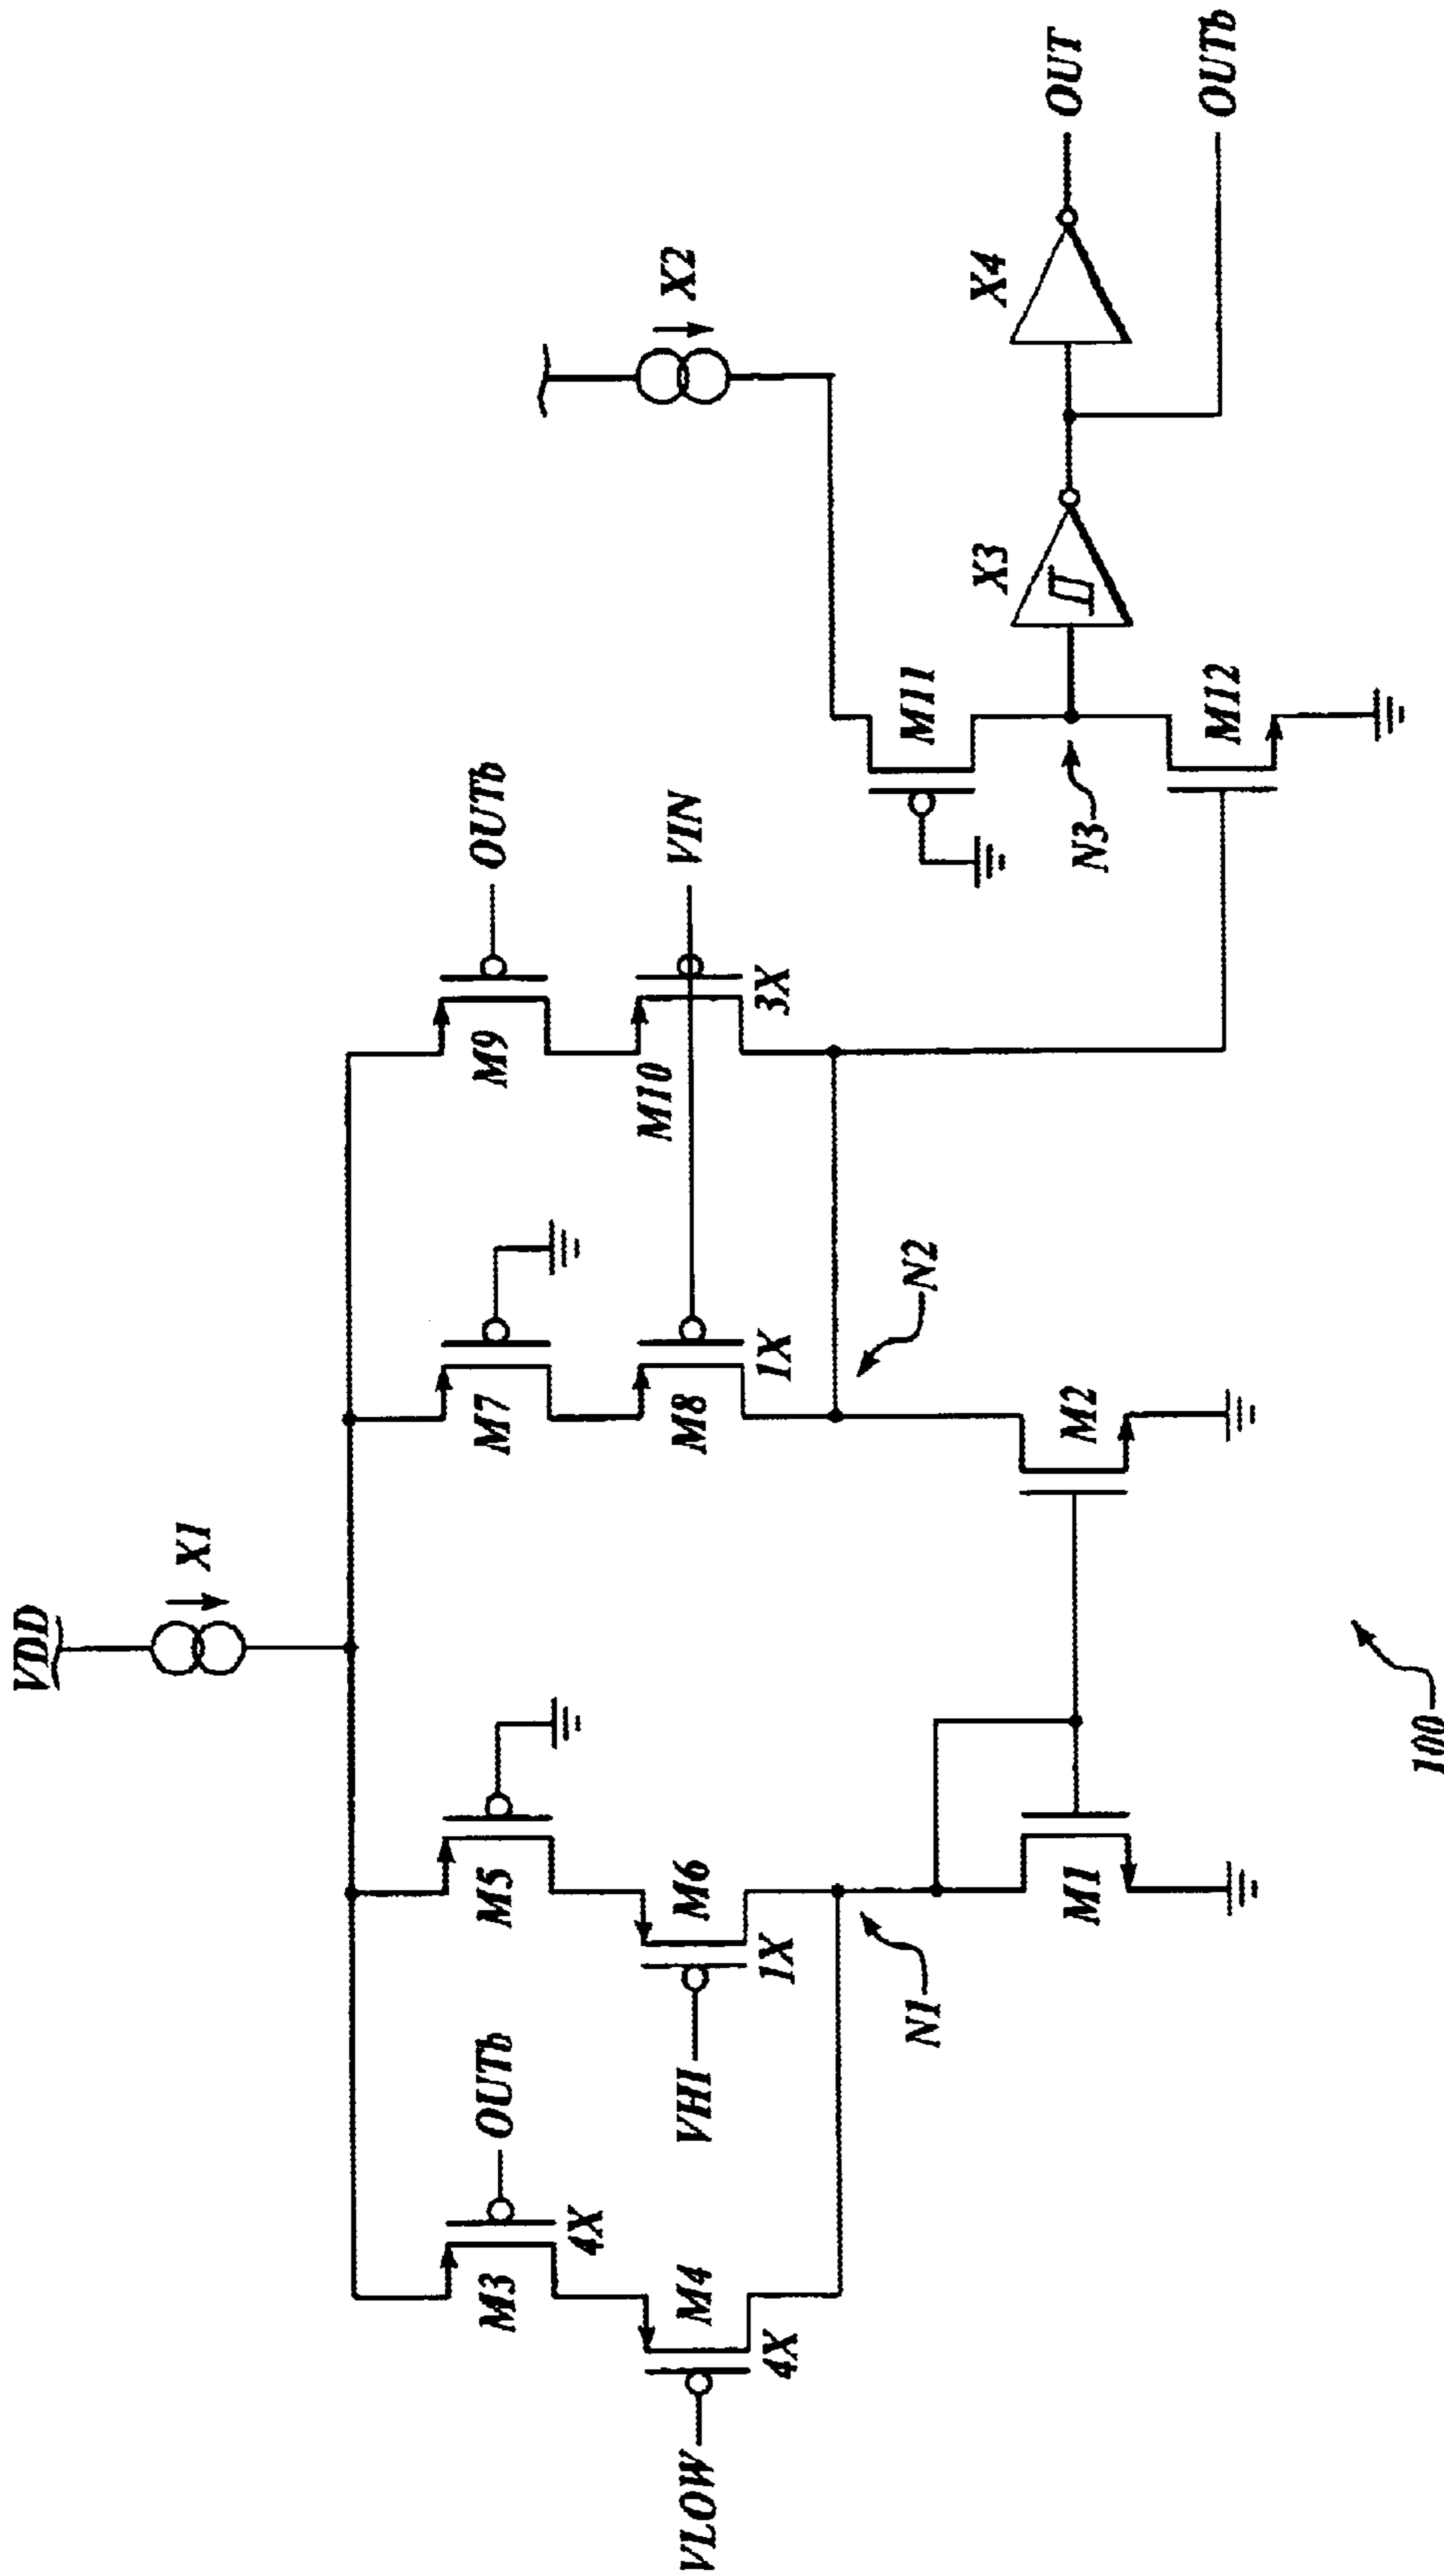 VDD
X1
X2
OUTb
OUTb
M3
4X
M5
M7
M9
VLOW
VHI
VIN
M4
4X
M6
1X
M8
1X
M10
3X
N1
N2
M1
M2
M11
N3
M12
X3
X4
OUT
OUTb
100